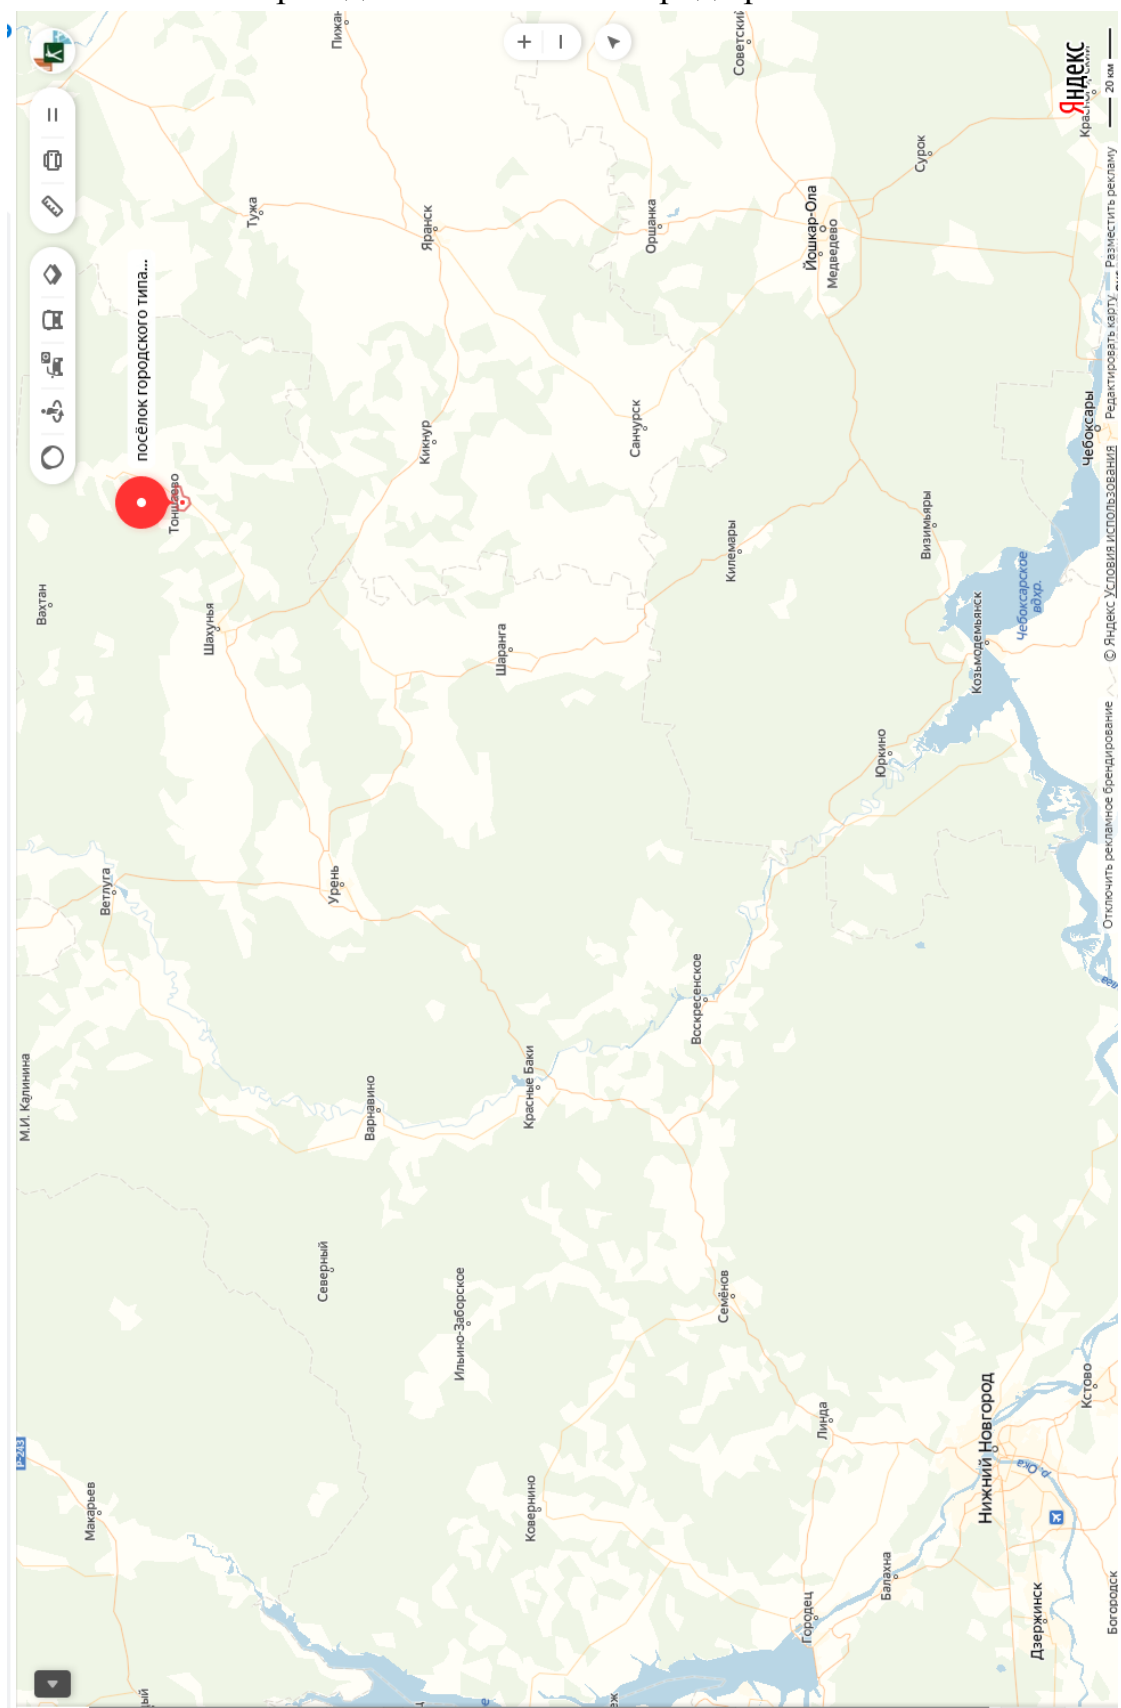 Р-243
М.И. Калинина
Вахтан
Макарьев
Ветлуга
Тоншаево
посёлок городского типа...
Шахунья
Тужа
Северный
Варнавино
Урень
Кикнур
Яранск
Ильино-Заборское
Ковернино
Красные Баки
Шаранга
Санчурск
Оршанка
Воскресенское
Килемары
Семёнов
Линда
Городец
Балахна
Юркино
Визимьяры
Йошкар-Ола
Медведево
Советский
Сурок
Козьмодемьянск
Чебоксарское
вдхр.
Нижний Новгород
р. Ока
Кстово
Дзержинск
Богородск
Чебоксары
Яндекс
20 км
Отключить рекламное брендирование
© Яндекс Условия использования
Редактировать карту
Разместить рекламу